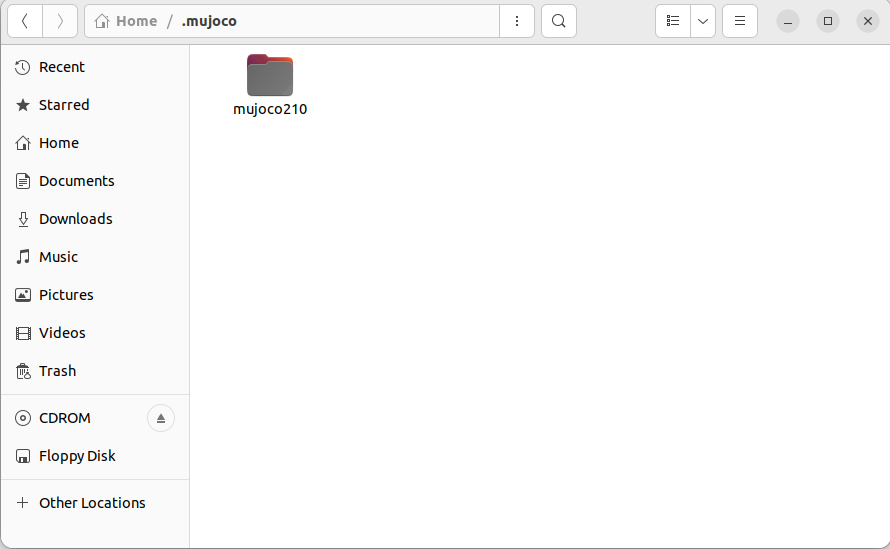 Home / .mujoco
Recent
Starred
Home
Documents
Downloads
Music
Pictures
Videos
Trash
CDROM
Floppy Disk
Other Locations
mujoco210